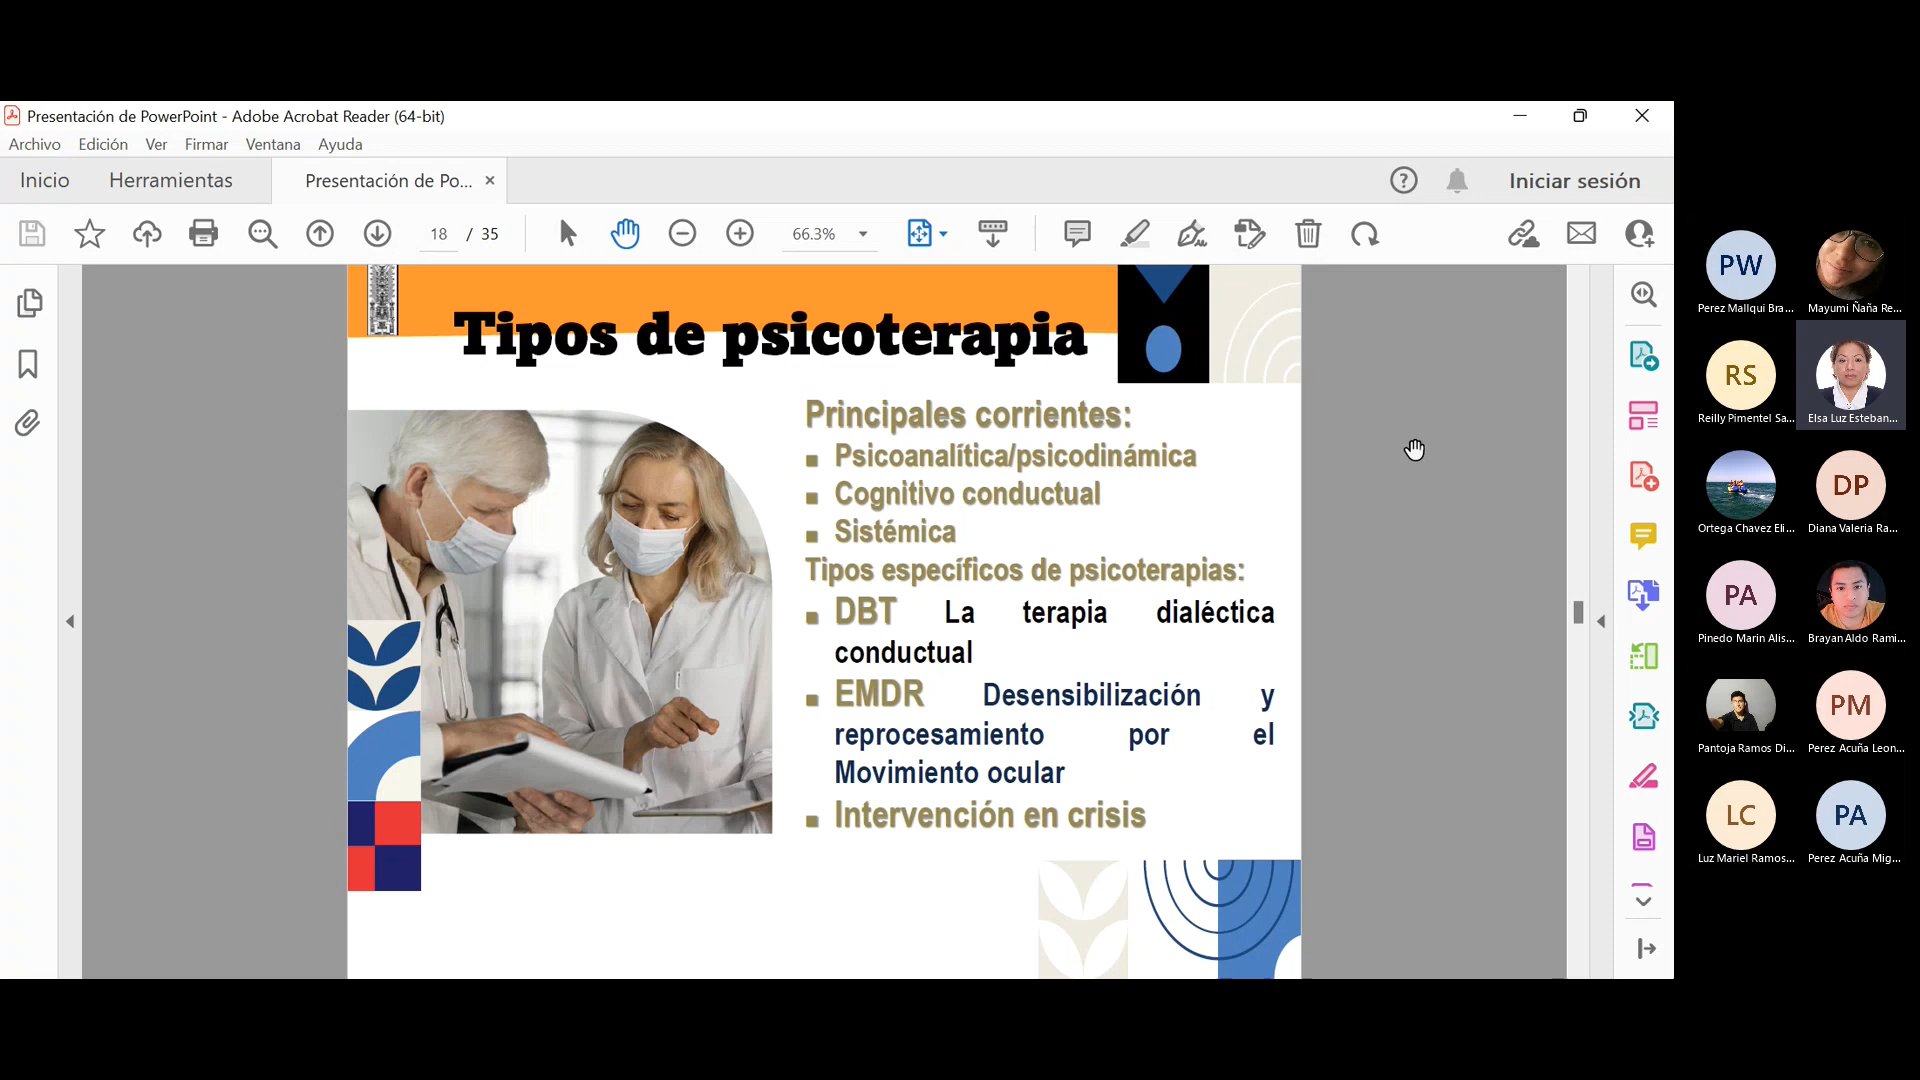 Presentación de PowerPoint - Adobe Acrobat Reader (64-bit)
Archivo Edición Ver Firmar Ventana Ayuda
Inicio Herramientas Presentación de Po... × Iniciar sesión
18 / 35 66.3%
Tipos de psicoterapia
Principales corrientes:
Psicoanalítica/psicodinámica
Cognitivo conductual
Sistémica
Tipos específicos de psicoterapias:
DBT La terapia dialéctica
conductual
EMDR Desensibilización y
reprocesamiento por el
Movimiento ocular
Intervención en crisis
PW
Perez Mallqui Bra... Mayumi Ñaña Re...
RS
Reilly Pimentel Sa... Elsa Luz Esteban...
DP
Ortega Chavez Eli... Diana Valeria Ra...
PA
Pinedo Marin Alis... Brayan Aldo Rami...
PM
Pantoja Ramos Di... Perez Acuña Leon...
LC PA
Luz Mariel Ramos... Perez Acuña Mig...